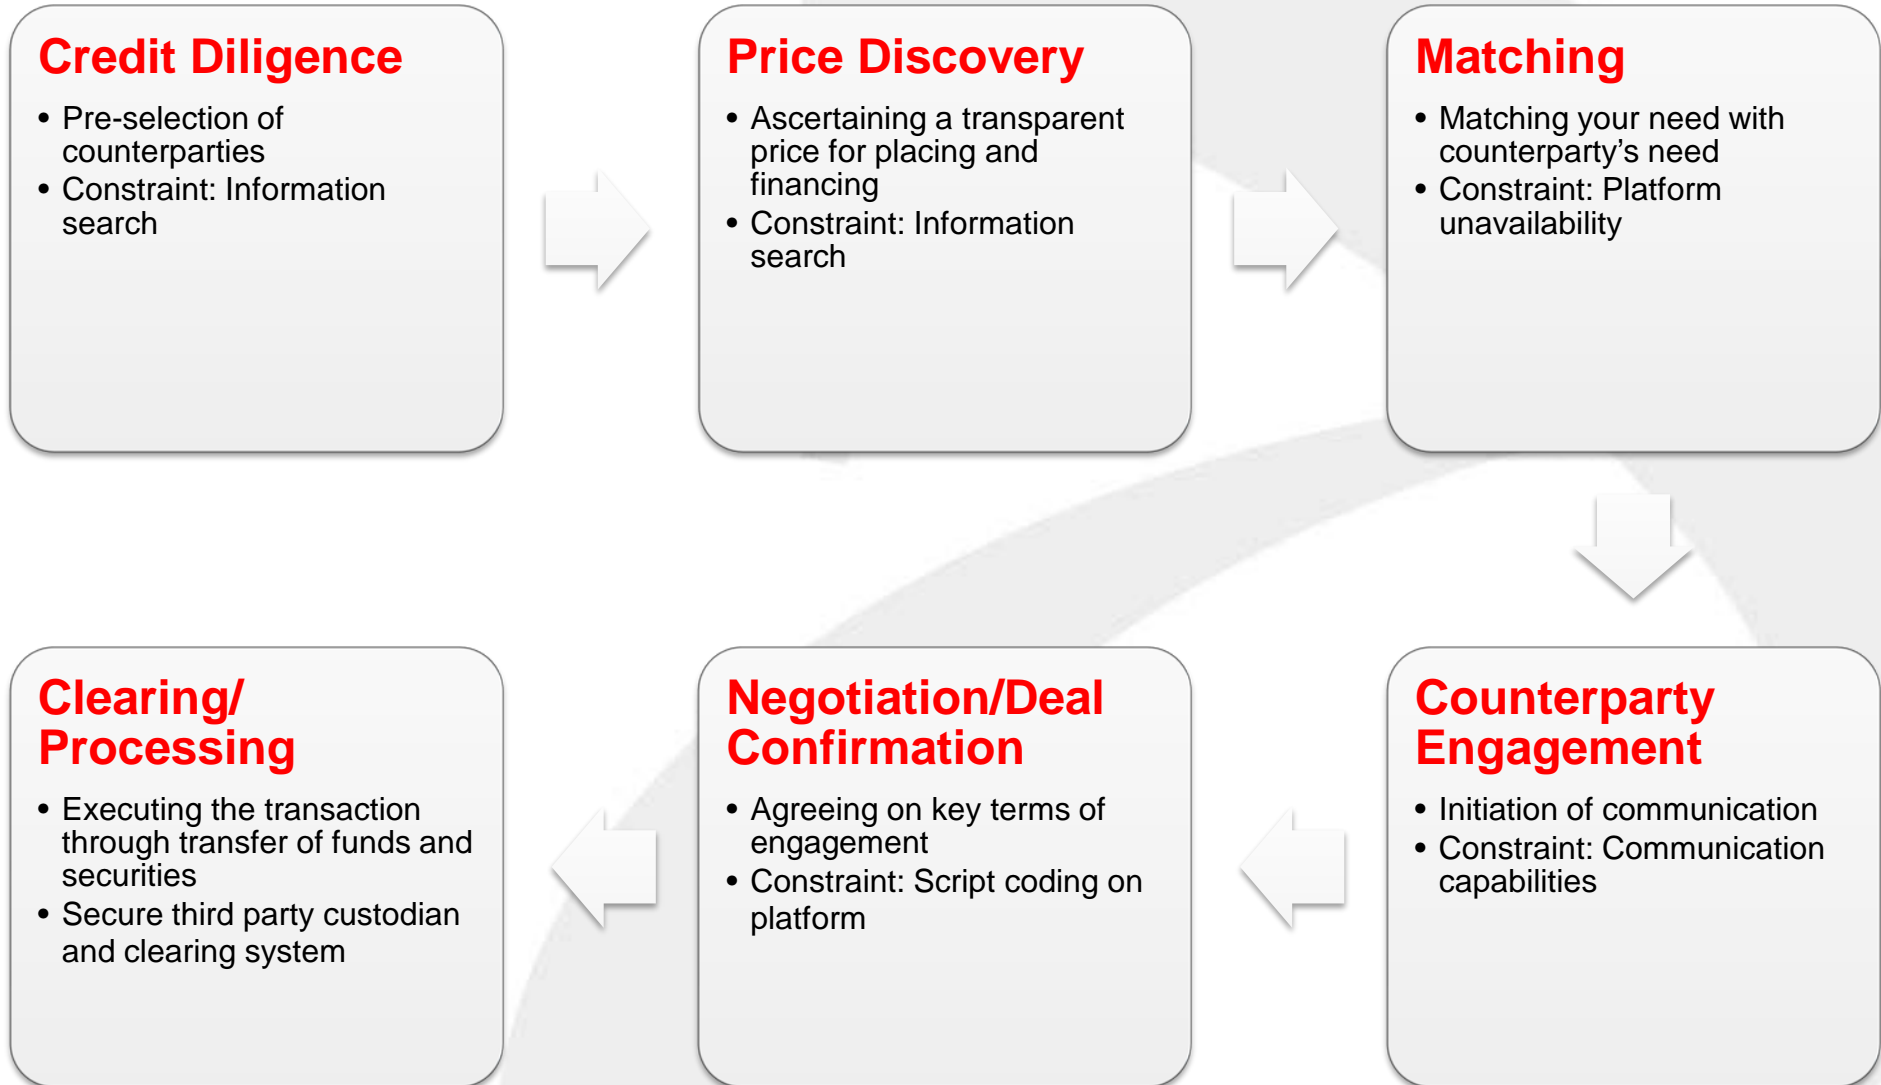 Credit Diligence
• Pre-selection of
counterparties
• Constraint: Information
search
Price Discovery
• Ascertaining a transparent
price for placing and
financing
• Constraint: Information
search
Matching
• Matching your need with
counterparty’s need
• Constraint: Platform
unavailability
Counterparty
Engagement
• Initiation of communication
• Constraint: Communication
capabilities
Negotiation/Deal
Confirmation
• Agreeing on key terms of
engagement
• Constraint: Script coding on
platform
Clearing/
Processing
• Executing the transaction
through transfer of funds and
securities
• Secure third party custodian
and clearing system